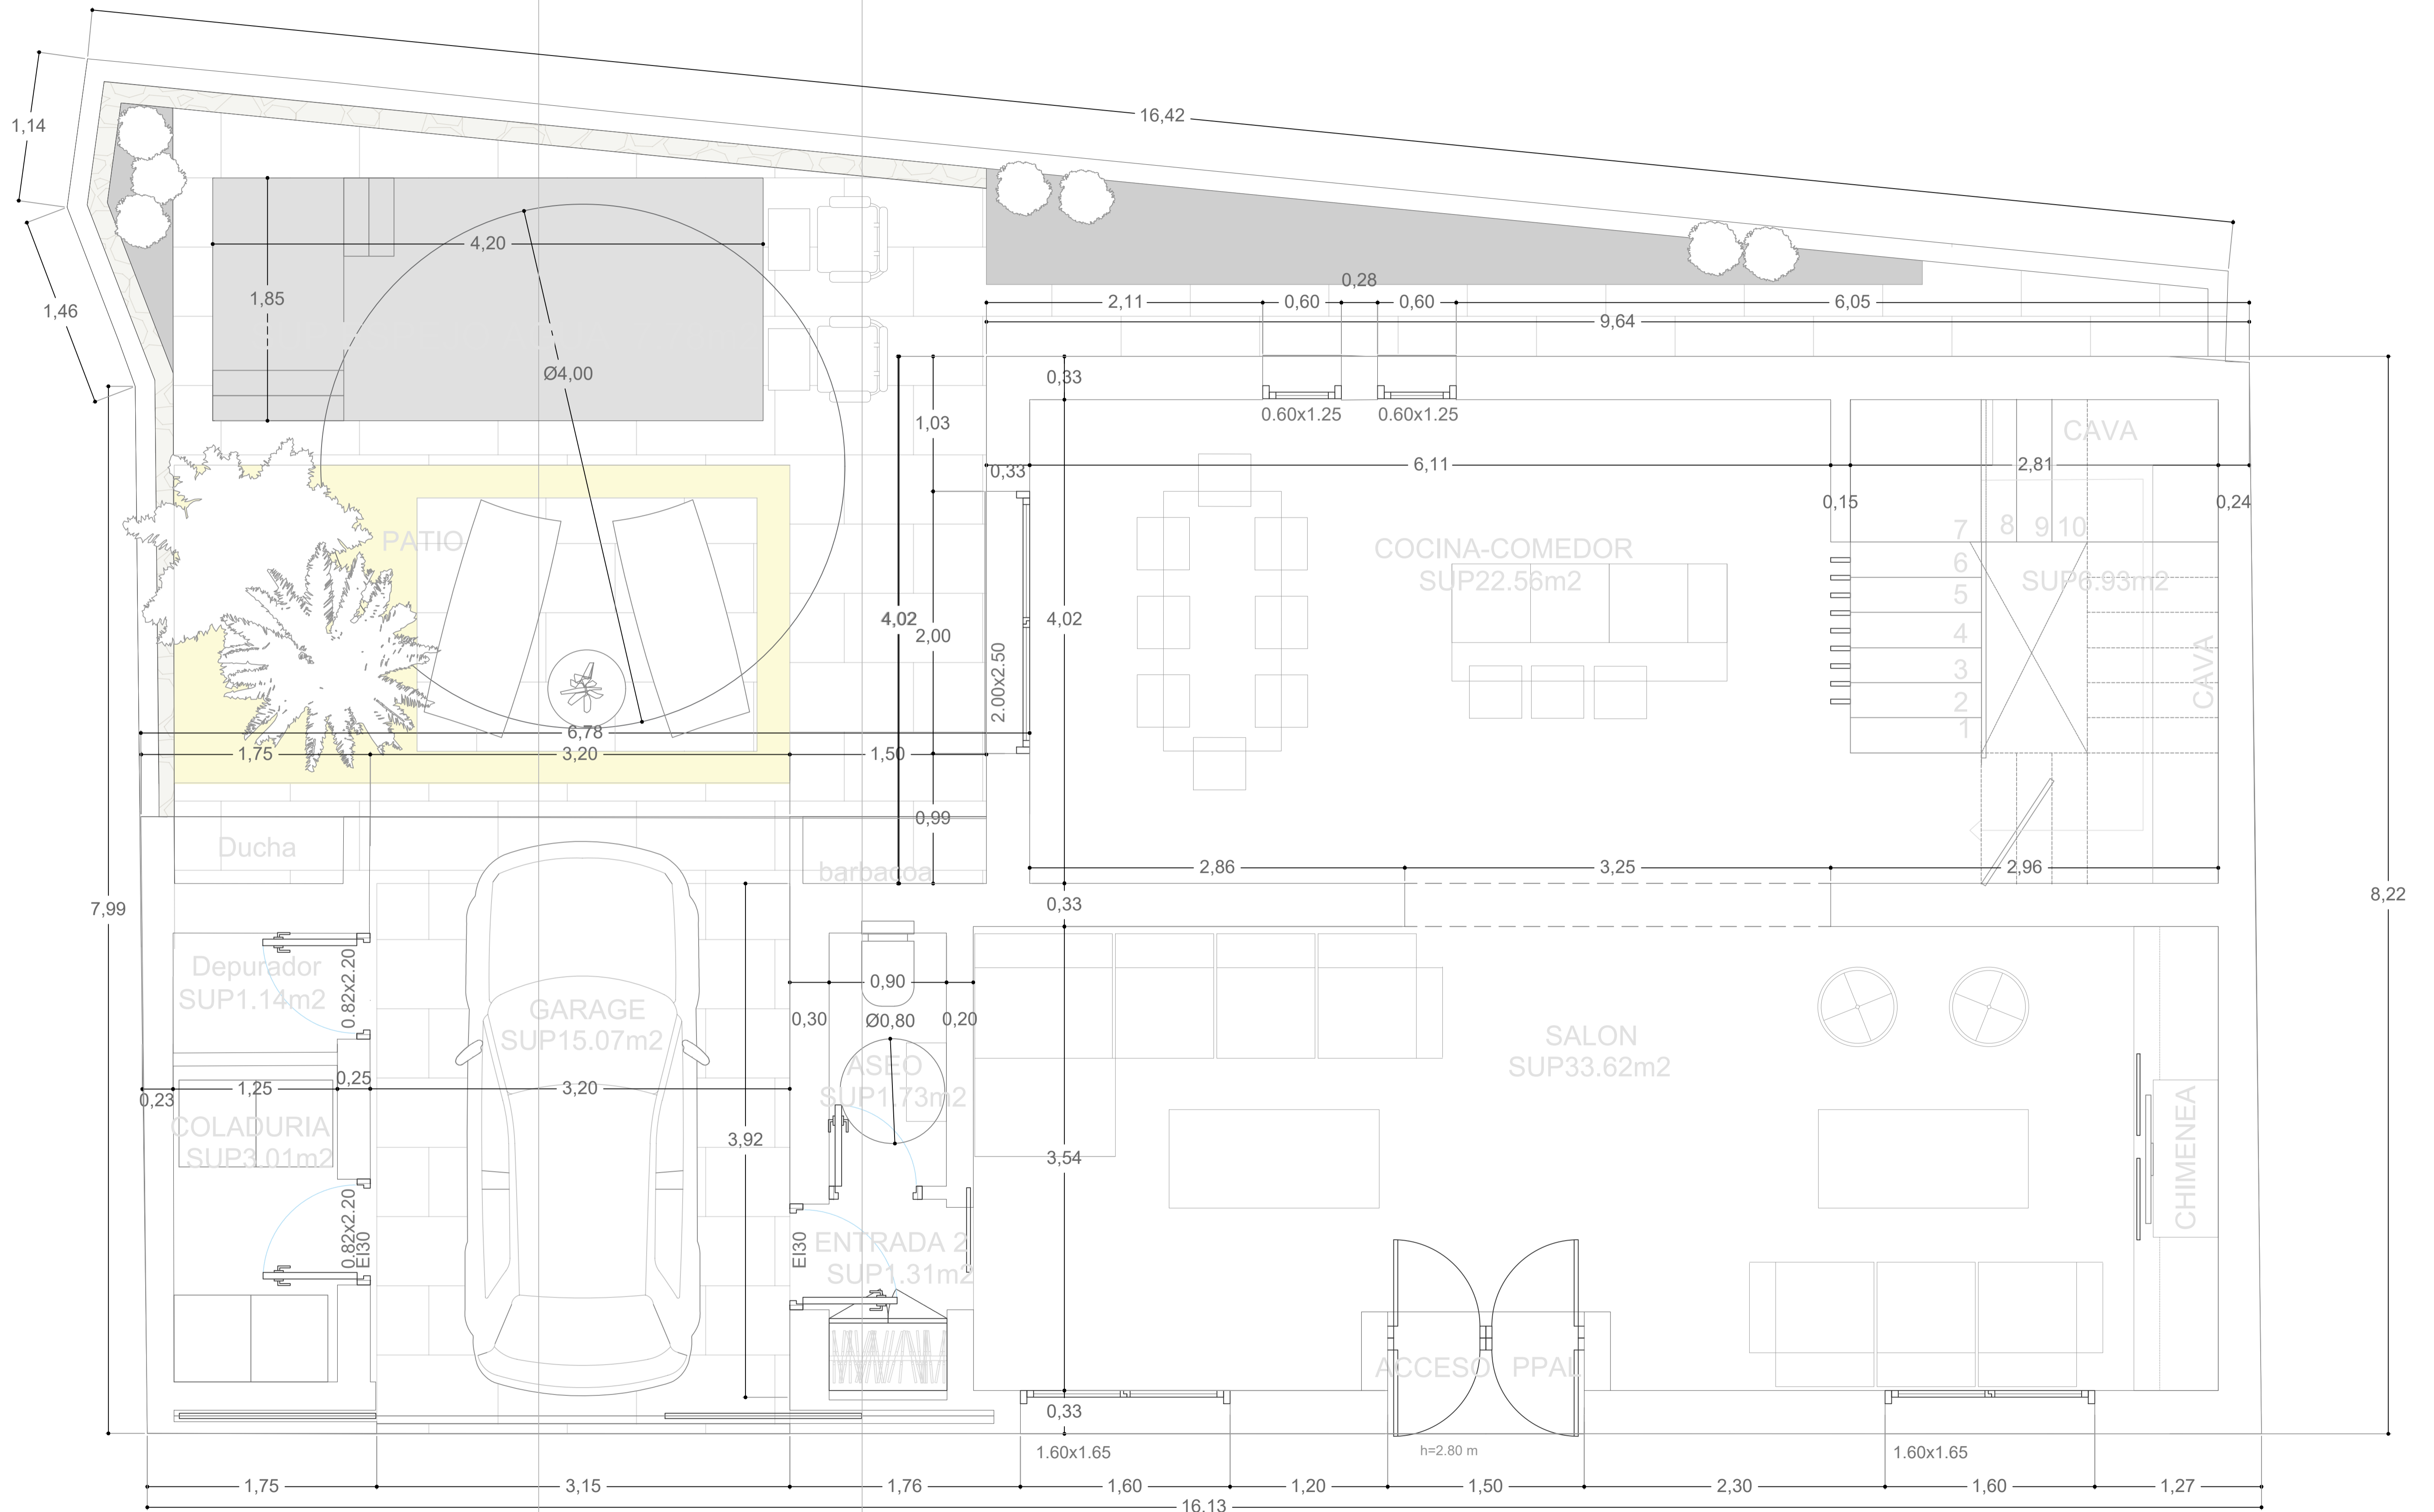 16,42
1,14
4,20
1,85
1,46
Ø4,00
0,28
2,11
0,60
0,60
6,05
9,64
0,33
1,03
0.60x1.25
0.60x1.25
CAVA
0,33
6,11
2,81
0,15
0,24
PATIO
COCINA-COMEDOR
SUP22.56m2
7
8
9
10
6
5
4
3
2
1
SUP6.93m2
CAVA
4,02
2,00
4,02
2.00x2.50
6,78
1,75
3,20
1,50
0,99
Ducha
barbacoa
2,86
3,25
2,96
7,99
0,33
8,22
Depurador
SUP1.14m2
0.82x2.20
GARAGE
SUP15.07m2
0,90
0,30
Ø0,80
0,20
ASEO
SUP1.73m2
SALON
SUP33.62m2
0,23
1,25
0,25
3,20
COLADURIA
SUP3.01m2
3,92
3,54
CHIMENEA
0.82x2.20
EI30
EI30
ENTRADA 2
SUP1.31m2
ACCESO PPAL
0,33
1.60x1.65
h=2.80 m
1.60x1.65
1,75
3,15
1,76
1,60
1,20
1,50
2,30
1,60
1,27
16,13